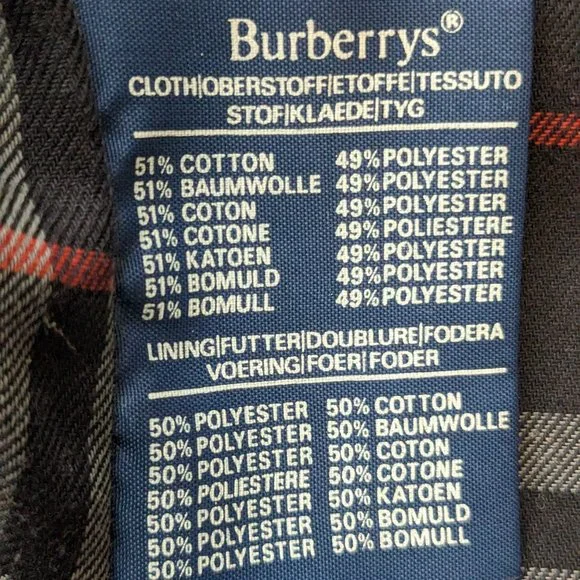 Burberrys®
CLOTH|OBERSTOFF|ETOFFE|TESSUTO
STOF|KLAEDE|TYG
51% COTTON 49% POLYESTER
51% BAUMWOLLE 49% POLYESTER
51% COTON 49% POLYESTER
51% COTONE 49% POLIESTERE
51% KATOEN 49% POLYESTER
51% BOMULD 49% POLYESTER
51% BOMULL 49% POLYESTER
LINING|FUTTER|DOUBLURE|FODERA
VOERING|FOER|FODER
50% POLYESTER 50% COTTON
50% POLYESTER 50% BAUMWOLLE
50% POLYESTER 50% COTON
50% POLIESTERE 50% COTONE
50% POLYESTER 50% KATOEN
50% POLYESTER 50% BOMULD
50% POLYESTER 50% BOMULL